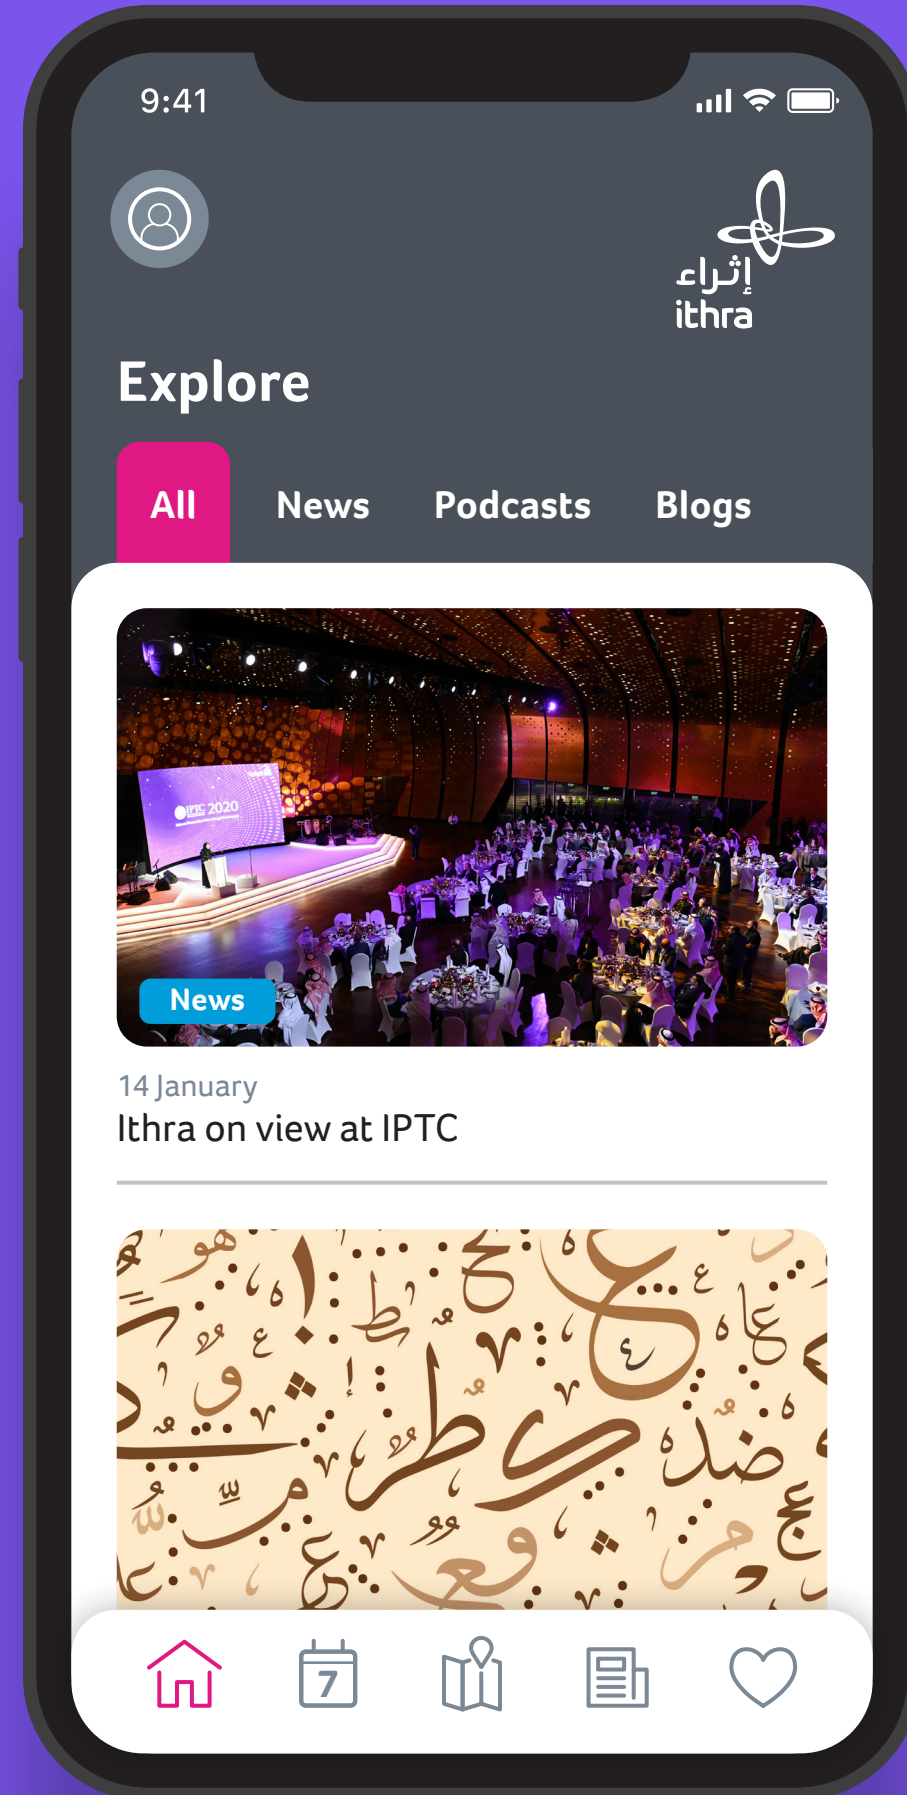 9:41
إثراء
ithra
Explore
All News Podcasts Blogs
IPTC 2020
News
14 January
Ithra on view at IPTC
7